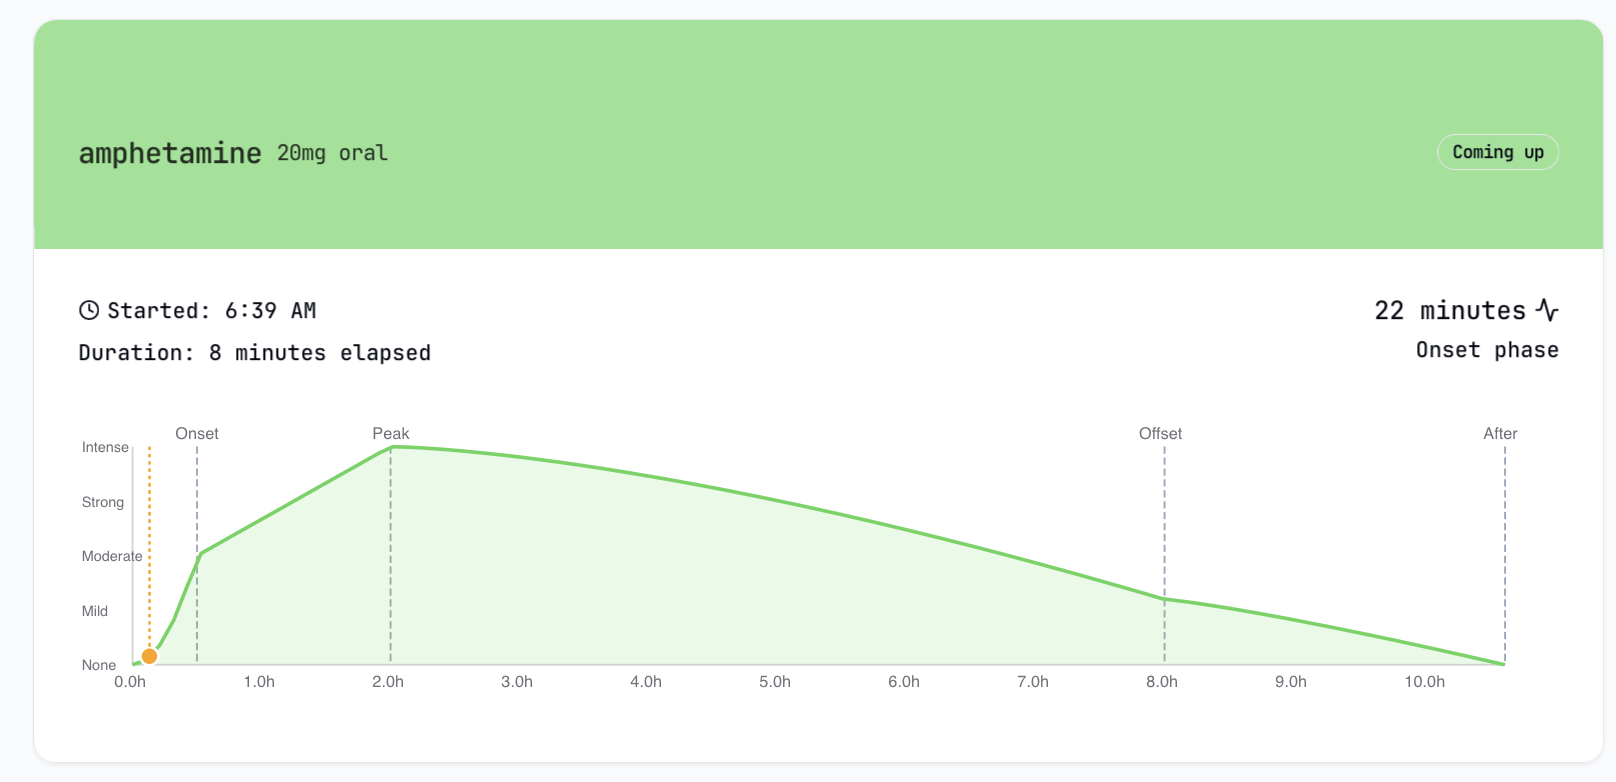 amphetamine 20mg oral
Coming up
Started: 6:39 AM
22 minutes
Duration: 8 minutes elapsed
Onset phase
Onset
Peak
Offset
After
Intense
Strong
Moderate
Mild
None
0.0h
1.0h
2.0h
3.0h
4.0h
5.0h
6.0h
7.0h
8.0h
9.0h
10.0h